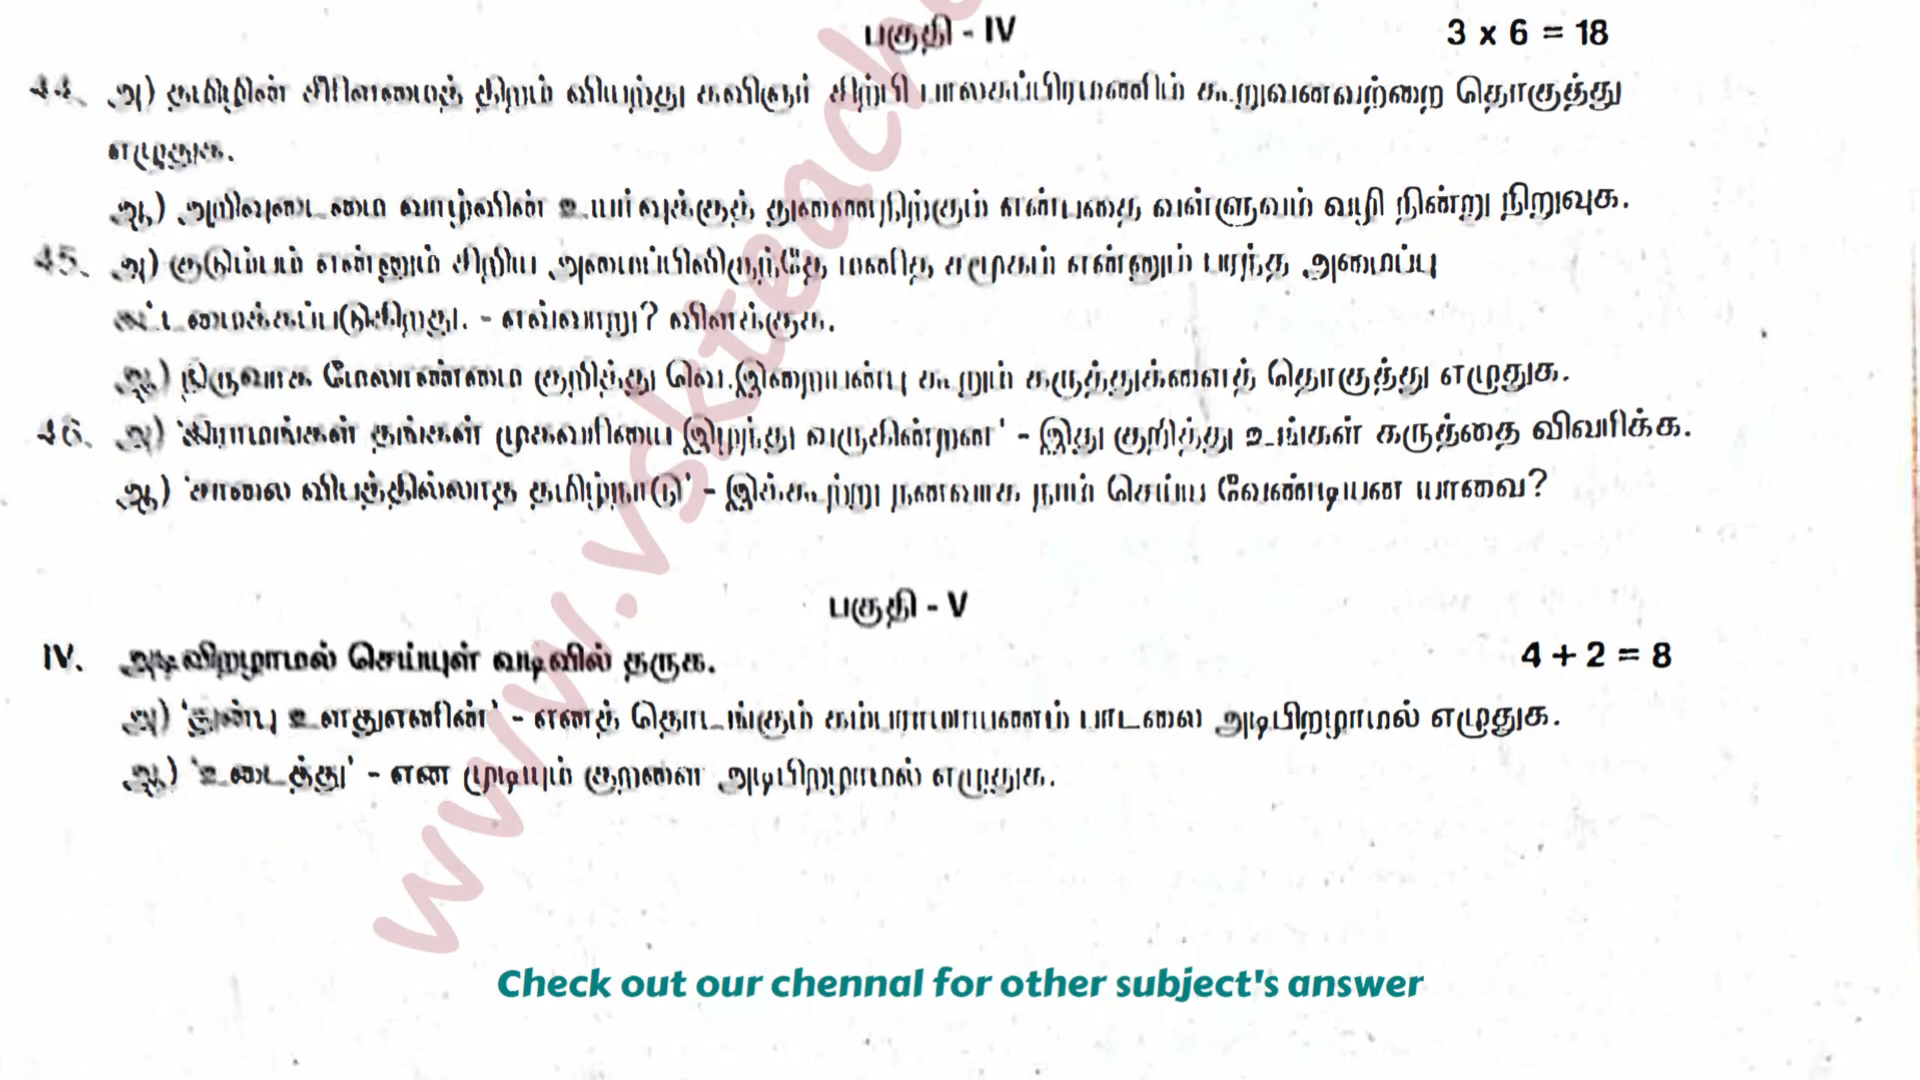 பகுதி - IV
3 x 6 = 18
44. அ) தமிழின் சீரிளமைத் திறம் வியந்து கவிஞர் சிற்பி பாலசுப்பிரமணியம் கூறுவனவற்றை தொகுத்து
எழுதுக.
ஆ) அறிவுடைமை வாழ்வின் உயர்வுக்குத் துணைநிற்கும் என்பதை வள்ளுவம் வழி நின்று நிறுவுக.
45. அ) குடும்பம் என்னும் சிறிய அமைப்பிலிருந்தே மனித சமூகம் என்னும் பரந்த அமைப்பு
கட்டமைக்கப்படுகிறது. - எவ்வாறு? விளக்குக.
ஆ) நிருவாக மேலாண்மை குறித்து வெ.இறையன்பு கூறும் கருத்துக்களைத் தொகுத்து எழுதுக.
46. அ) 'கிராமங்கள் தங்கள் முகவரியை இழந்து வருகின்றன' - இது குறித்து உங்கள் கருத்தை விவரிக்க.
ஆ) 'சாலை விபத்தில்லாத தமிழ்நாடு' - இக்கூற்று நனவாக நாம் செய்ய வேண்டியன யாவை?
பகுதி - V
IV. அடிபிறழாமல் செய்யுள் வடிவில் தருக.
4 + 2 = 8
அ) 'துன்பு உளதுஎனின்' - எனத் தொடங்கும் கம்பராமாயணம் பாடலை அடிபிறழாமல் எழுதுக.
ஆ) 'உடைத்து' - என முடியும் குறளை அடிபிறழாமல் எழுதுக.
Check out our chennal for other subject's answer